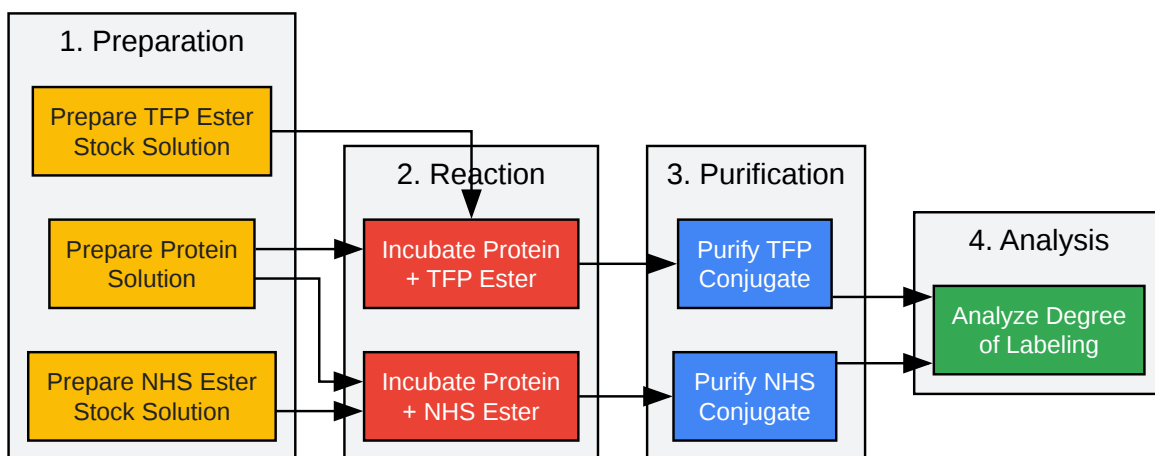 1. Preparation
Prepare TFP Ester
Stock Solution
Prepare Protein
Solution
Prepare NHS Ester
Stock Solution
2. Reaction
Incubate Protein
+ TFP Ester
Incubate Protein
+ NHS Ester
3. Purification
Purify TFP
Conjugate
Purify NHS
Conjugate
4. Analysis
Analyze Degree
of Labeling